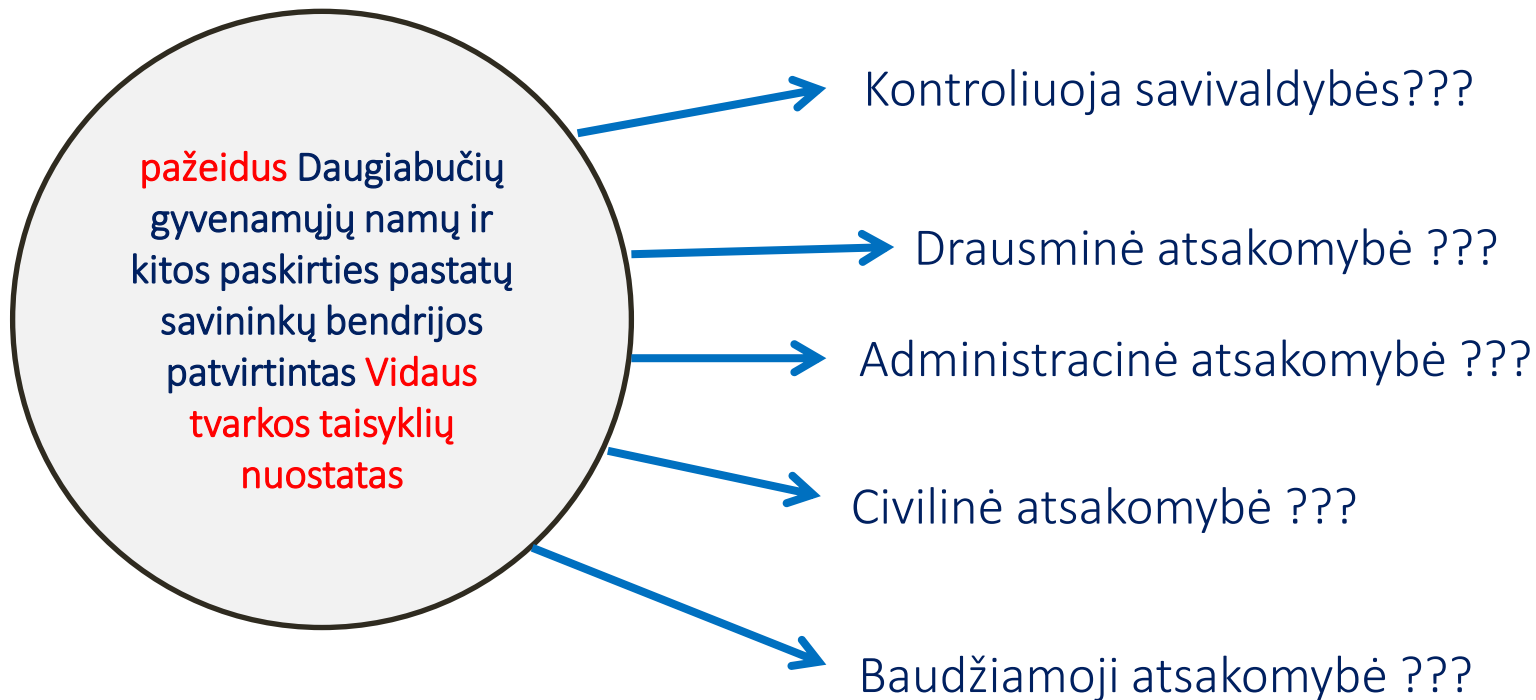 pažeidus Daugiabučių
gyvenamųjų namų ir
kitos paskirties pastatų
savininkų bendrijos
patvirtintas Vidaus
tvarkos taisyklių
nuostatas
Kontroliuoja savivaldybės???
Drausminė atsakomybė ???
Administracinė atsakomybė ???
Civilinė atsakomybė ???
Baudžiamoji atsakomybė ???